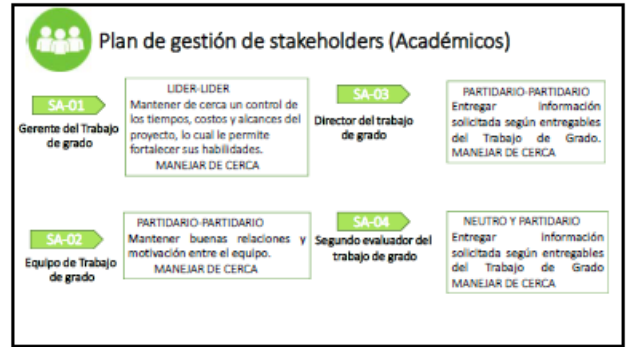 Plan de gestión de stakeholders (Académicos)
SA-01
Gerente del Trabajo
de grado
LIDER-LIDER
Mantener de cerca un control de
los tiempos, costos y alcances del
proyecto, lo cual le permite
fortalecer sus habilidades.
MANEJAR DE CERCA
SA-03
Director del trabajo
de grado
PARTIDARIO-PARTIDARIO
Entregar información
solicitada según entregables
del Trabajo de Grado.
MANEJAR DE CERCA
SA-02
Equipo de Trabajo
de grado
PARTIDARIO-PARTIDARIO
Mantener buenas relaciones y
motivación entre el equipo.
MANEJAR DE CERCA
SA-04
Segundo evaluador del
trabajo de grado
NEUTRO Y PARTIDARIO
Entregar información
solicitada según entregables
del Trabajo de Grado
MANEJAR DE CERCA